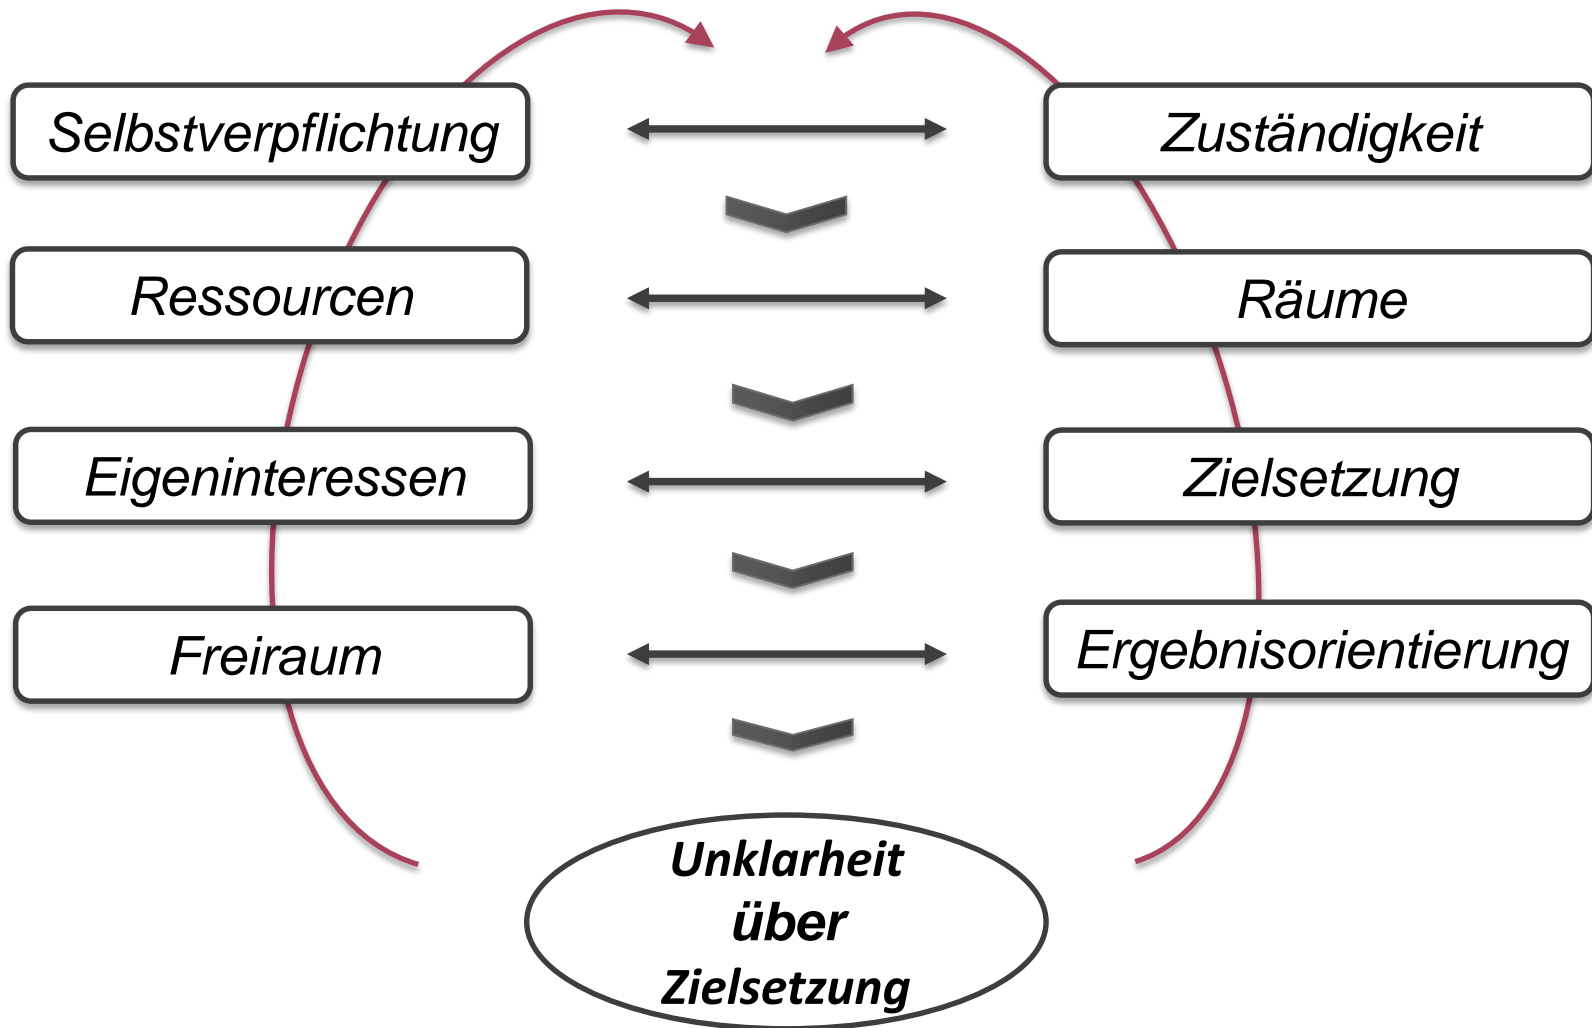 Selbstverpflichtung
Zuständigkeit
Ressourcen
Räume
Eigeninteressen
Zielsetzung
Freiraum
Ergebnisorientierung
Unklarheit
über
Zielsetzung